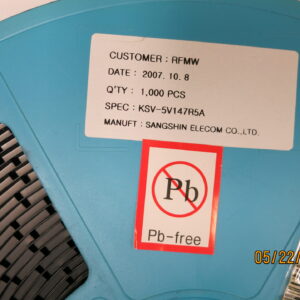 CUSTOMER : RFMW
DATE : 2007. 10. 8
Q'TY : 1,000 PCS
SPEC : KSV-5V147R5A
MANUFT : SANGSHIN ELECOM CO.,LTD.
Pb
Pb-free
05/22/